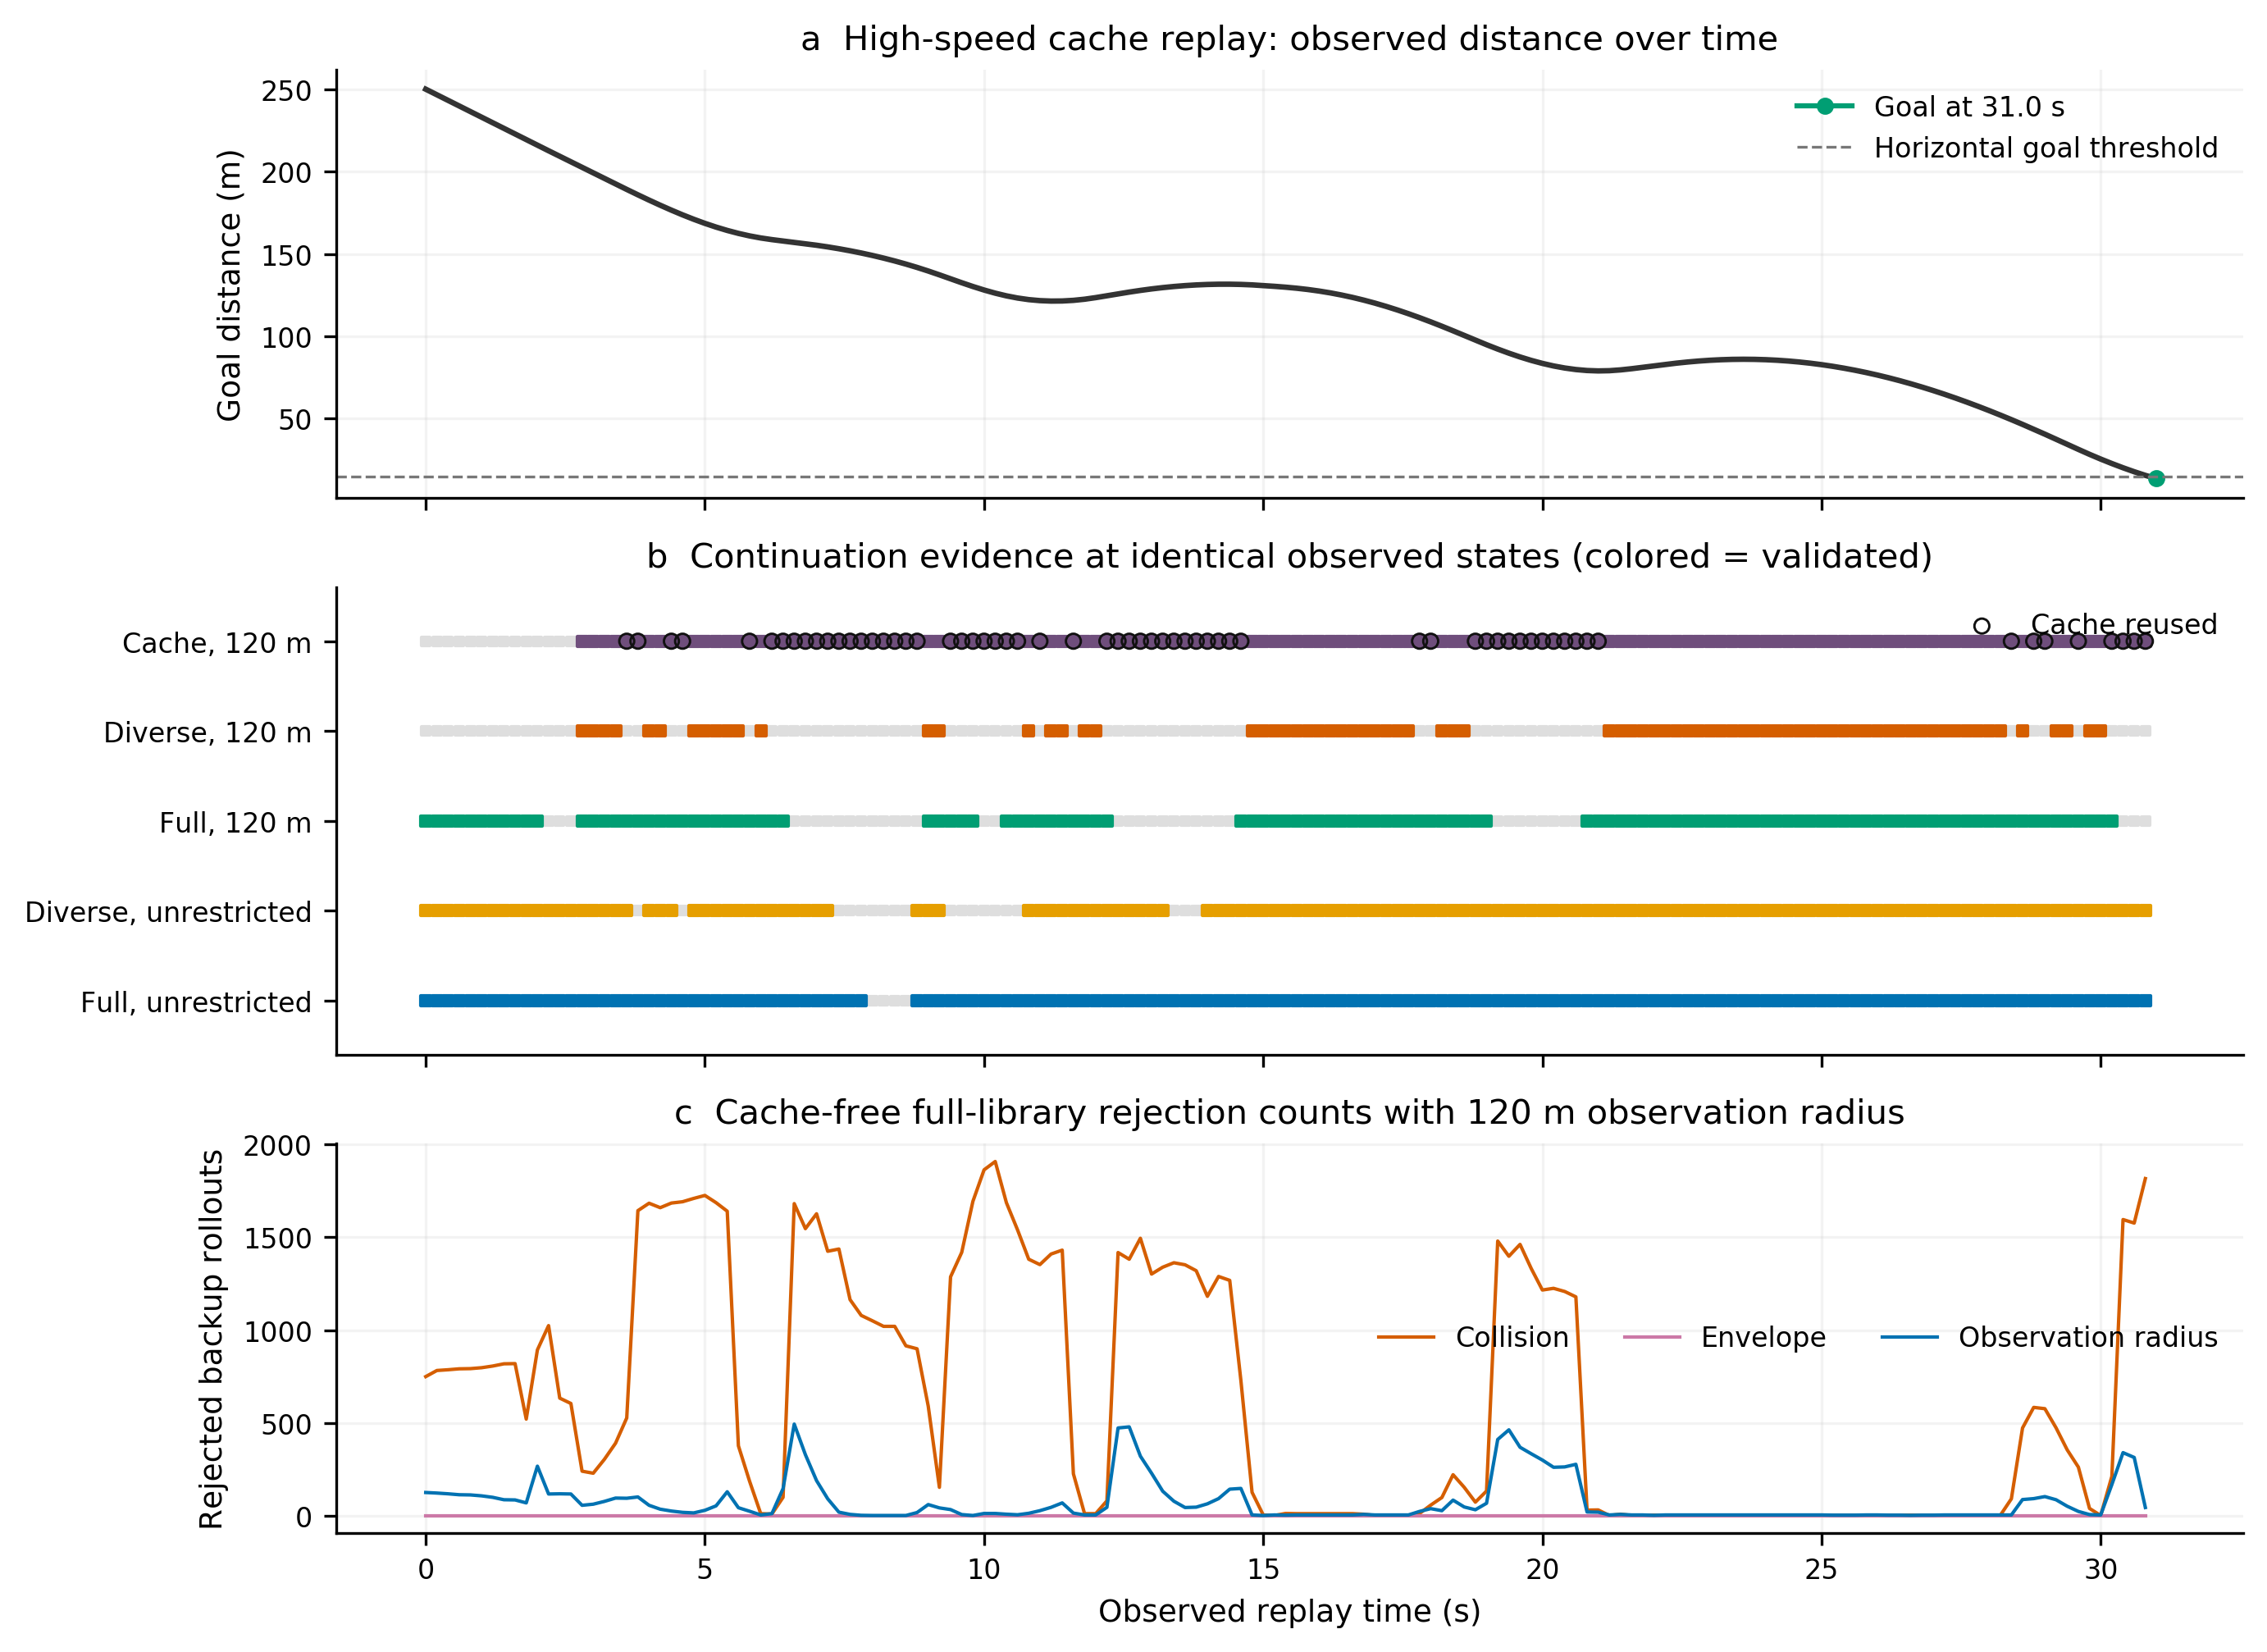 a  High-speed cache replay: observed distance over time
Goal distance (m)
250
200
150
100
50
Goal at 31.0 s
Horizontal goal threshold
b  Continuation evidence at identical observed states (colored = validated)
Cache reused
Cache, 120 m
Diverse, 120 m
Full, 120 m
Diverse, unrestricted
Full, unrestricted
c  Cache-free full-library rejection counts with 120 m observation radius
Rejected backup rollouts
2000
1500
1000
500
0
Collision
Envelope
Observation radius
0
5
10
15
20
25
30
Observed replay time (s)